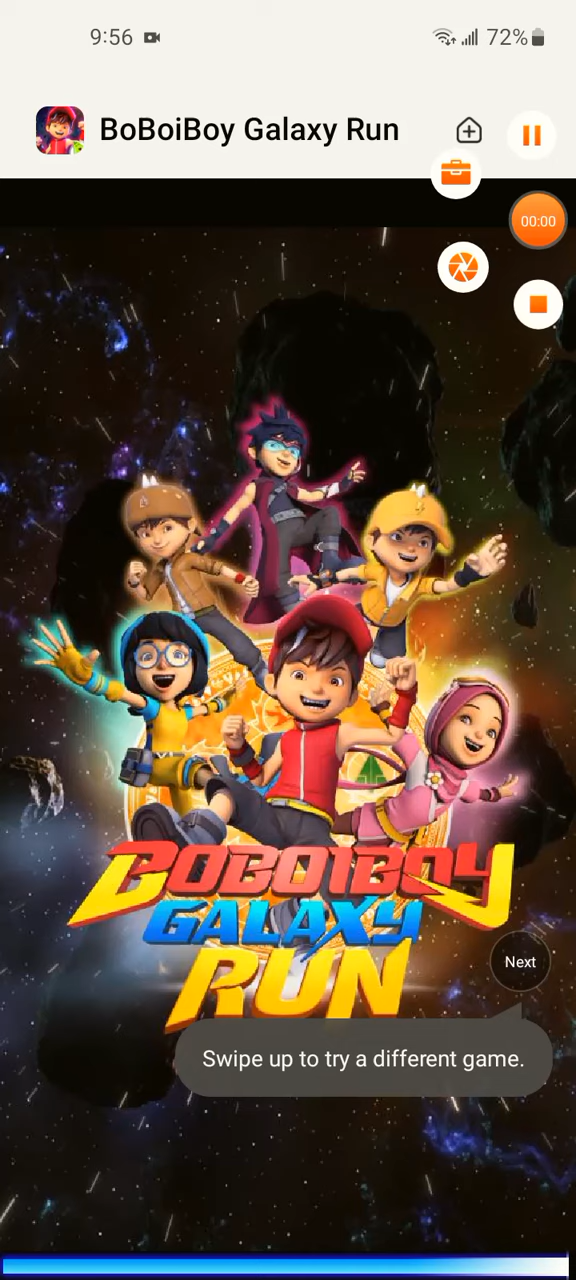 9:56
72%
BoBoiBoy Galaxy Run
00:00
BOBOIBOY
GALAXY
RUN
Next
Swipe up to try a different game.